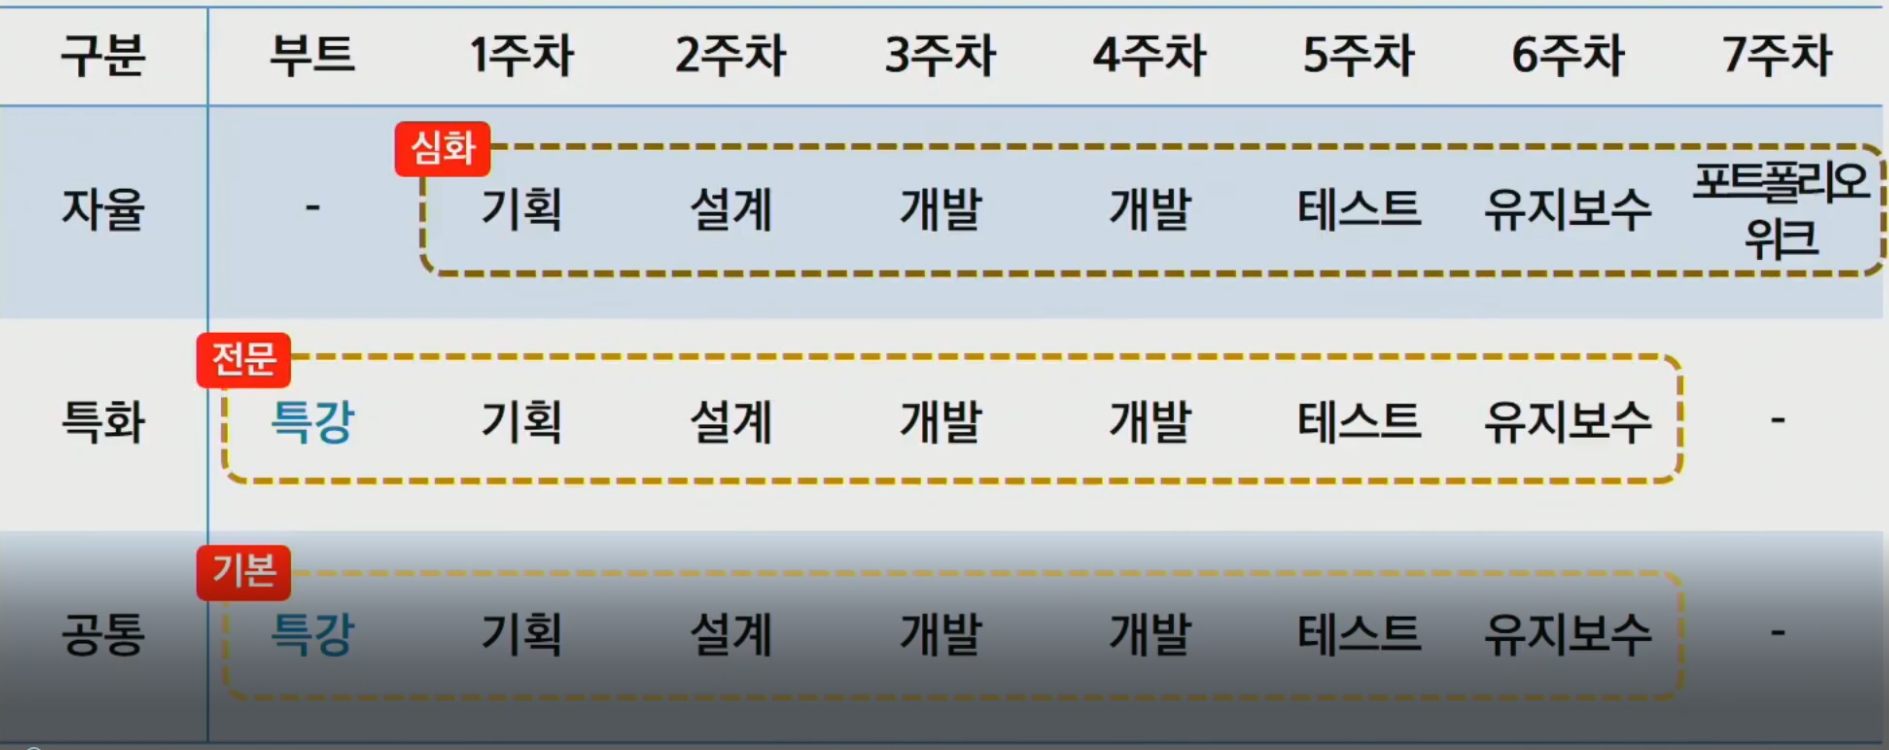 구분 부트 1주차 2주차 3주차 4주차 5주차 6주차 7주차
심화
자율 - 기획 설계 개발 개발 테스트 유지보수 포트폴리오
위크
전문
특화 특강 기획 설계 개발 개발 테스트 유지보수 -
기본
공통 특강 기획 설계 개발 개발 테스트 유지보수 -